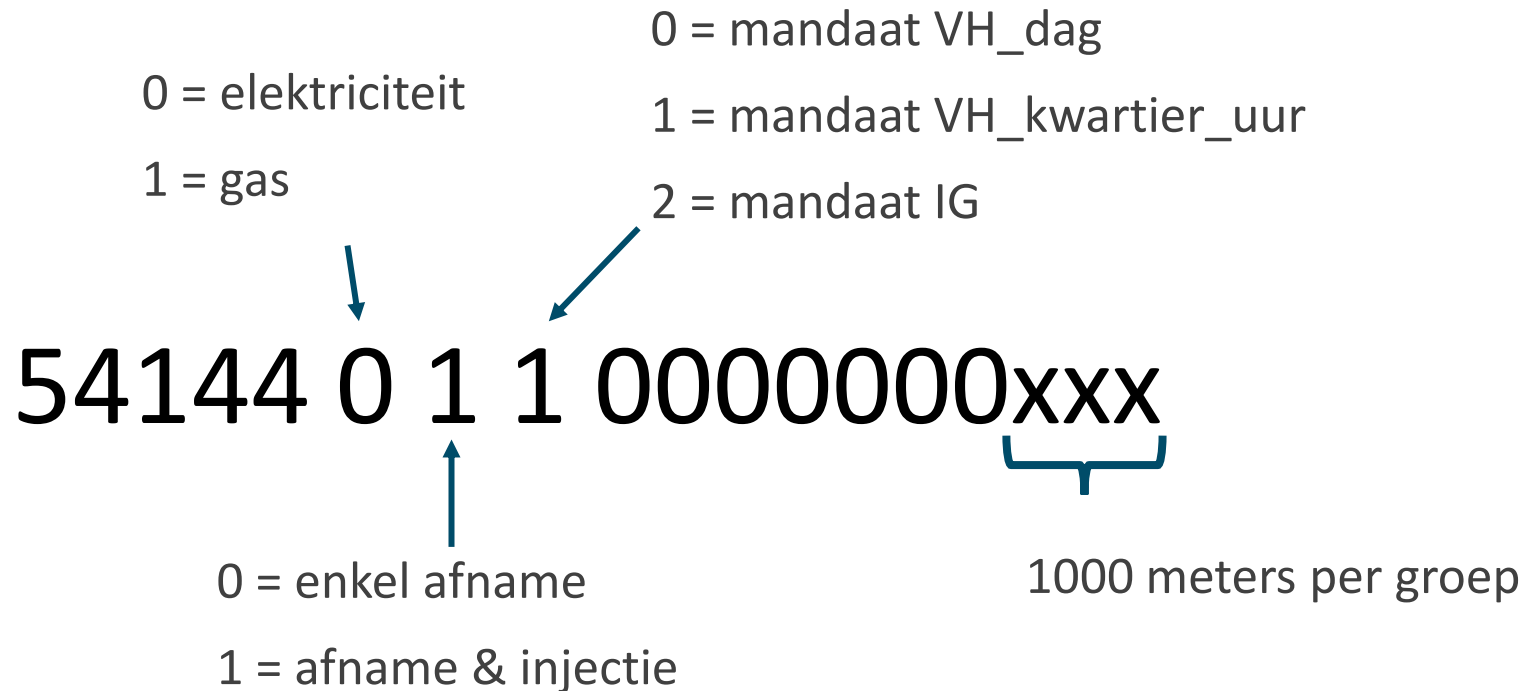 0 = elektriciteit
1 = gas
0 = mandaat VH_dag
1 = mandaat VH_kwartier_uur
2 = mandaat IG
54144 0 1 1 0000000xxx
0 = enkel afname
1 = afname & injectie
1000 meters per groep